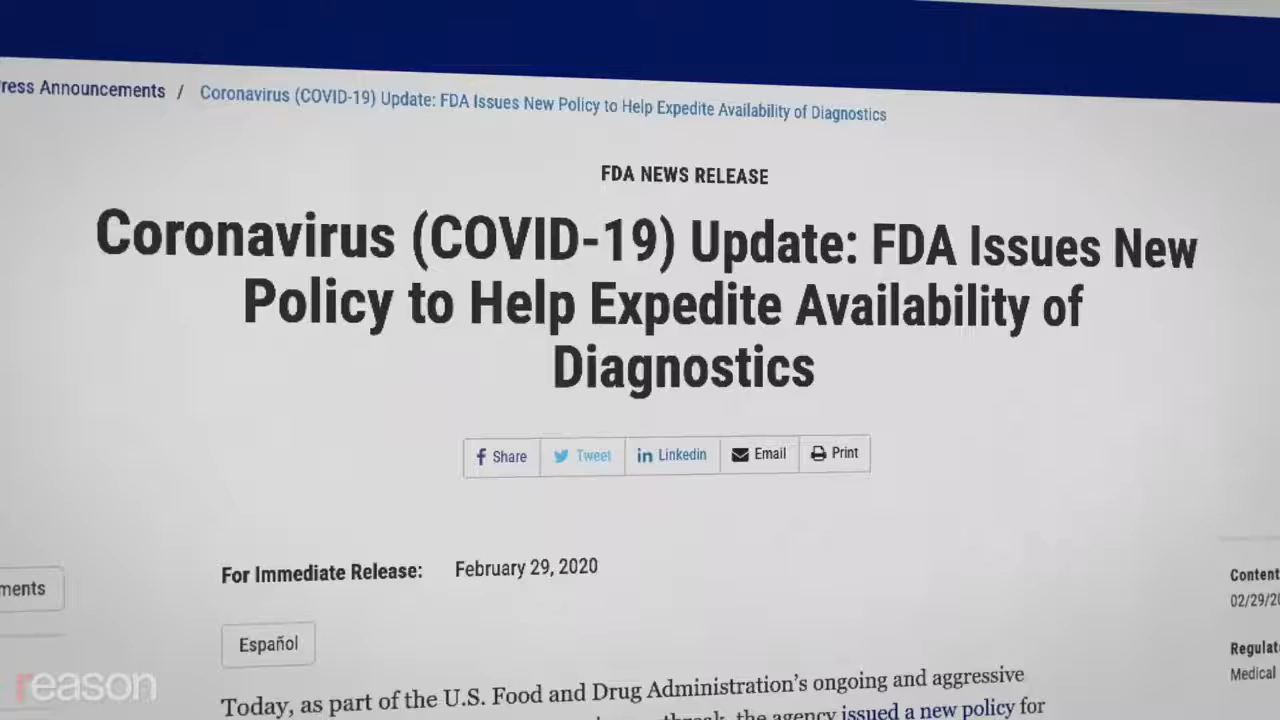 ress Announcements / Coronavirus (COVID-19) Update: FDA Issues New Policy to Help Expedite Availability of Diagnostics
FDA NEWS RELEASE
Coronavirus (COVID-19) Update: FDA Issues New
Policy to Help Expedite Availability of
Diagnostics
Share Tweet Linkedin Email Print
For Immediate Release: February 29, 2020
ments
Content
02/29/20
Español
Regulat
Medical
Today, as part of the U.S. Food and Drug Administration's ongoing and aggressive
the agency issued a new policy for
reason